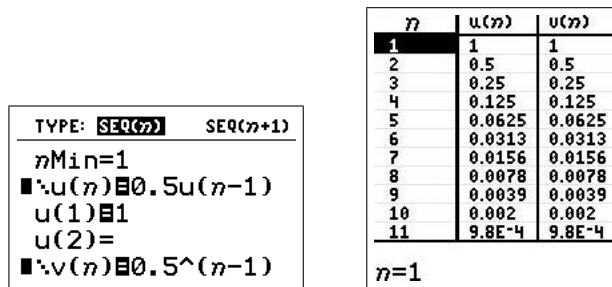 TYPE: SEQ(n) SEQ(n+1)
nMin=1
u(n)=0.5u(n-1)
u(1)=1
u(2)=
v(n)=0.5^(n-1)
n u(n) v(n)
1 1 1
2 0.5 0.5
3 0.25 0.25
4 0.125 0.125
5 0.0625 0.0625
6 0.0313 0.0313
7 0.0156 0.0156
8 0.0078 0.0078
9 0.0039 0.0039
10 0.002 0.002
11 9.8E-4 9.8E-4
n=1